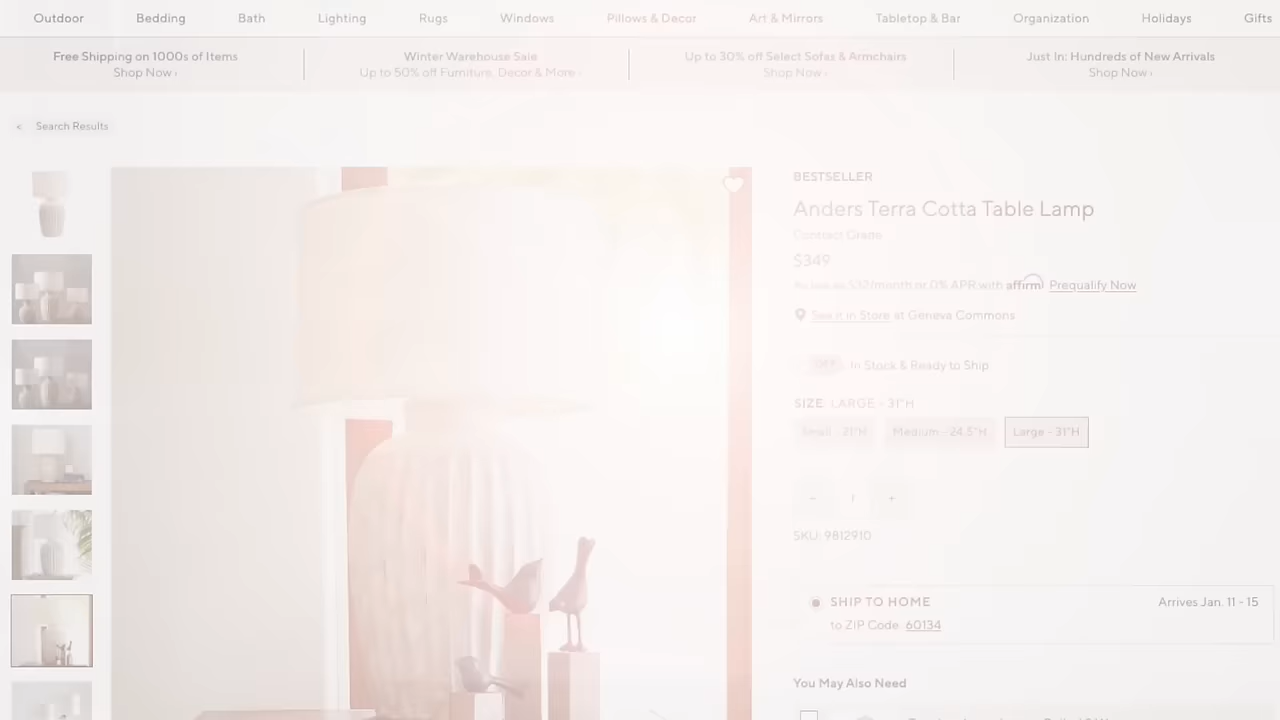 Outdoor Bedding Bath Lighting Rugs Windows Pillows & Decor Art & Mirrors Tabletop & Bar Organization Holidays Gifts
Free Shipping on 1000s of Items
Shop Now ›
Winter Warehouse Sale
Up to 50% off Furniture, Decor & More ›
Up to 30% off Select Sofas & Armchairs
Shop Now ›
Just In: Hundreds of New Arrivals
Shop Now ›
< Search Results
BESTSELLER
Anders Terra Cotta Table Lamp
Contract Grade
$349
$32/month or 0% APR with affirm Prequalify Now
See it in Store at Geneva Commons
OFF In Stock & Ready to Ship
SIZE: LARGE - 31"H
Small - 21"H Medium - 24.5"H Large - 31"H
− 1 +
SKU: 9812910
SHIP TO HOME Arrives Jan. 11 - 15
to ZIP Code 60134
You May Also Need